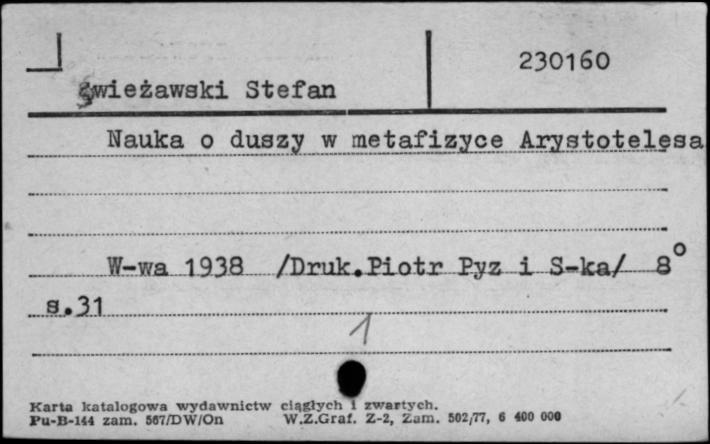 230160
Świeżawski Stefan
Nauka o duszy w metafizyce Arystotelesa
W-wa 1938 /Druk.Piotr Pyz i S-ka/ 8°
s.31
1
Karta katalogowa wydawnictw ciągłych i zwartych.
Pu-B-144 zam. 567/DW/On W.Z.Graf. Z-2, Zam. 502/77, 6 400 000